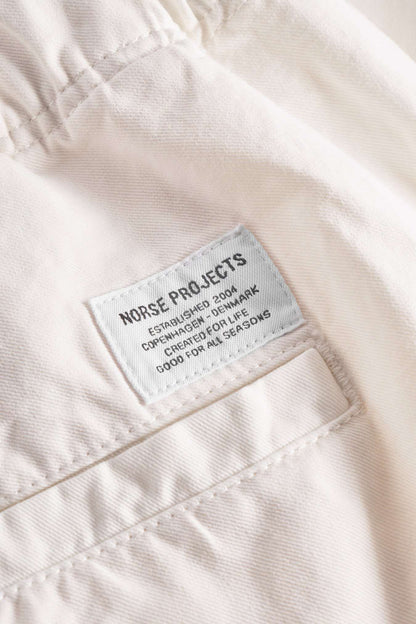 NORSE PROJECTS
ESTABLISHED 2004
COPENHAGEN - DENMARK
CREATED FOR LIFE
GOOD FOR ALL SEASONS